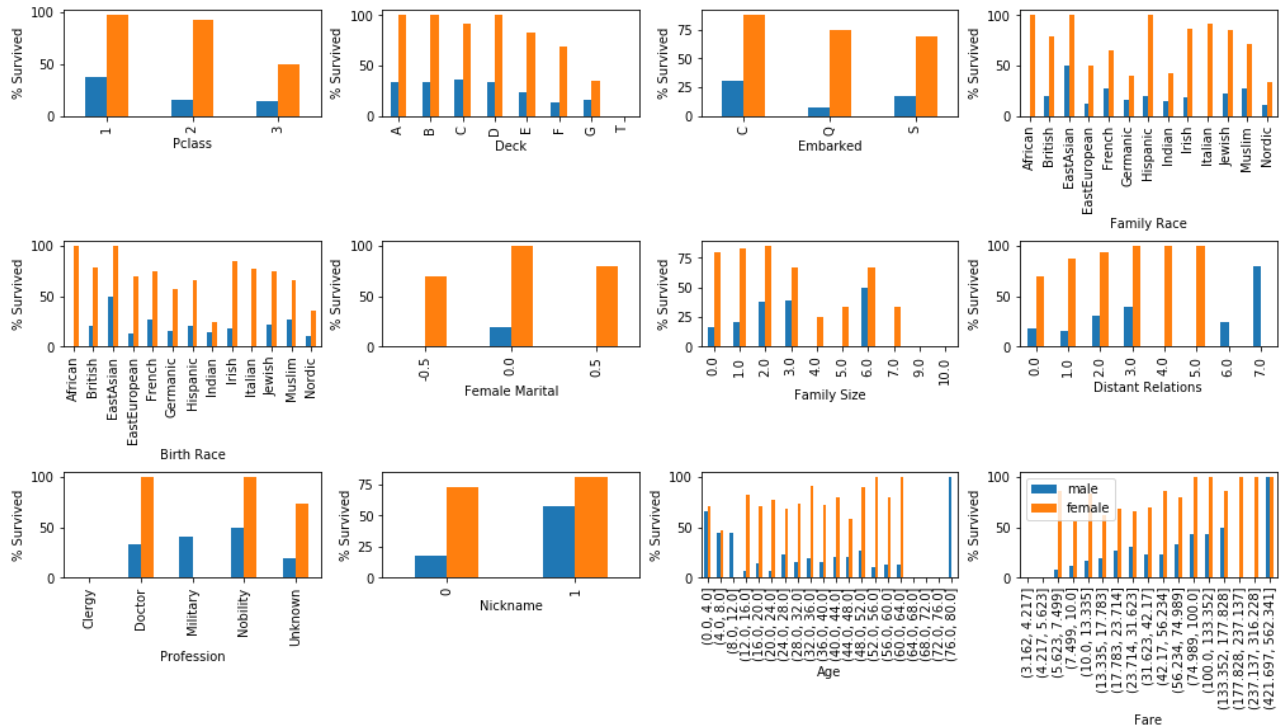 % Survived
100
50
0
1
2
3
Pclass
% Survived
100
75
50
25
0
A
B
C
D
E
F
G
T
Deck
% Survived
75
50
25
0
C
Q
S
Embarked
% Survived
100
75
50
25
0
African
British
EastAsian
EastEuropean
French
Germanic
Hispanic
Indian
Irish
Italian
Jewish
Muslim
Nordic
Family Race
% Survived
100
50
0
African
British
EastAsian
EastEuropean
French
Germanic
Hispanic
Indian
Irish
Italian
Jewish
Muslim
Nordic
Birth Race
% Survived
100
50
0
-0.5
0.0
0.5
Female Marital
% Survived
75
50
25
0
0.0
1.0
2.0
3.0
4.0
5.0
6.0
7.0
9.0
10.0
Family Size
% Survived
100
50
0
0.0
1.0
2.0
3.0
4.0
5.0
6.0
7.0
Distant Relations
% Survived
100
50
0
Clergy
Doctor
Military
Nobility
Unknown
Profession
% Survived
75
50
25
0
0
1
Nickname
% Survived
100
50
0
(0.0, 4.0]
(4.0, 8.0]
(8.0, 12.0]
(12.0, 16.0]
(16.0, 20.0]
(20.0, 24.0]
(24.0, 28.0]
(28.0, 32.0]
(32.0, 36.0]
(36.0, 40.0]
(40.0, 44.0]
(44.0, 48.0]
(48.0, 52.0]
(52.0, 56.0]
(56.0, 60.0]
(60.0, 64.0]
(64.0, 68.0]
(68.0, 72.0]
(72.0, 76.0]
(76.0, 80.0]
Age
% Survived
100
50
0
male
female
(3.162, 4.217]
(4.217, 5.623]
(5.623, 7.499]
(7.499, 10.0]
(10.0, 13.335]
(13.335, 17.783]
(17.783, 23.714]
(23.714, 31.623]
(31.623, 42.17]
(42.17, 56.234]
(56.234, 74.989]
(74.989, 100.0]
(100.0, 133.352]
(133.352, 177.828]
(177.828, 237.137]
(237.137, 316.228]
(421.697, 562.341]
Fare